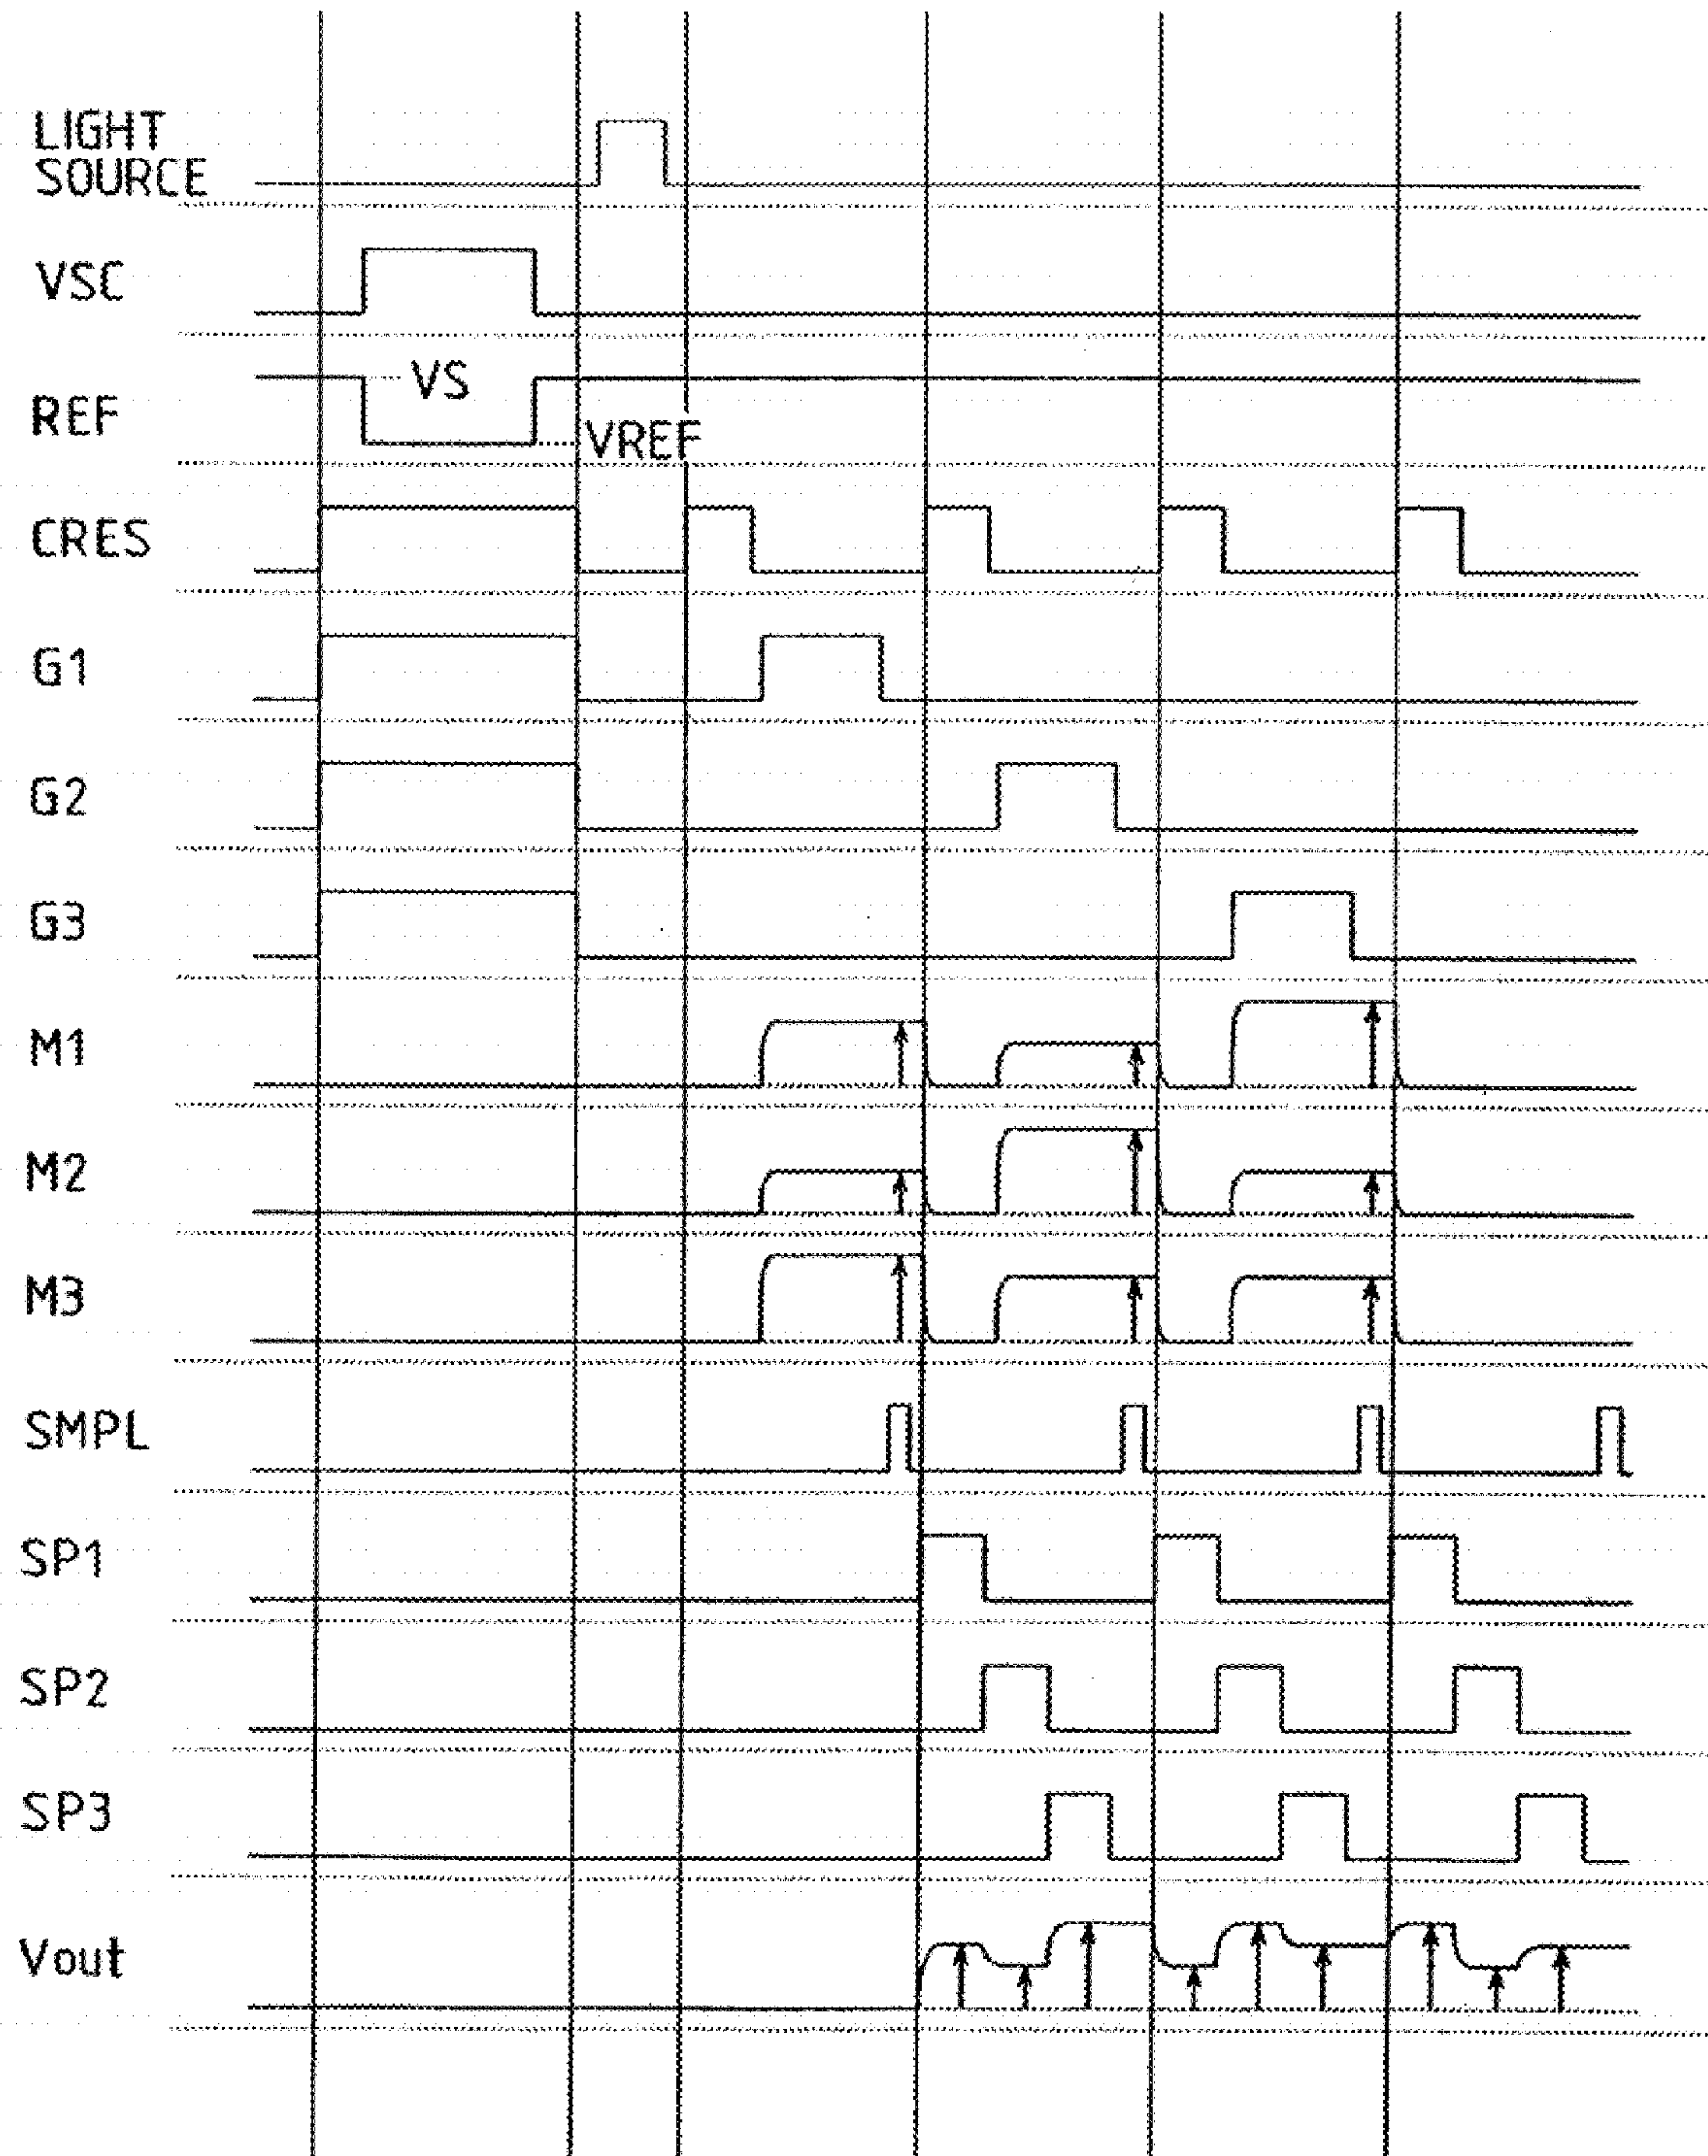 LIGHT
SOURCE
VSC
VS
REF
VREF
CRES
G1
G2
G3
M1
M2
M3
SMPL
SP1
SP2
SP3
Vout